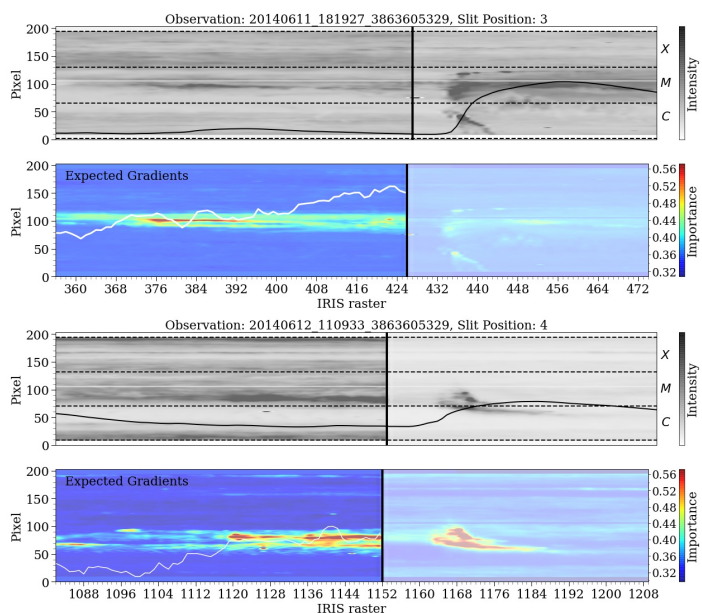 Observation: 20140611_181927_3863605329, Slit Position: 3
200
150
100
50
0
Pixel
X
M
C
Intensity
Expected Gradients
200
150
100
50
0
Pixel
0.56
0.52
0.48
0.44
0.40
0.36
0.32
Importance
360 368 376 384 392 400 408 416 424 432 440 448 456 464 472
IRIS raster
Observation: 20140612_110933_3863605329, Slit Position: 4
200
150
100
50
0
Pixel
X
M
C
Intensity
Expected Gradients
200
150
100
50
0
Pixel
0.56
0.52
0.48
0.44
0.40
0.36
0.32
Importance
1088 1096 1104 1112 1120 1128 1136 1144 1152 1160 1168 1176 1184 1192 1200 1208
IRIS raster